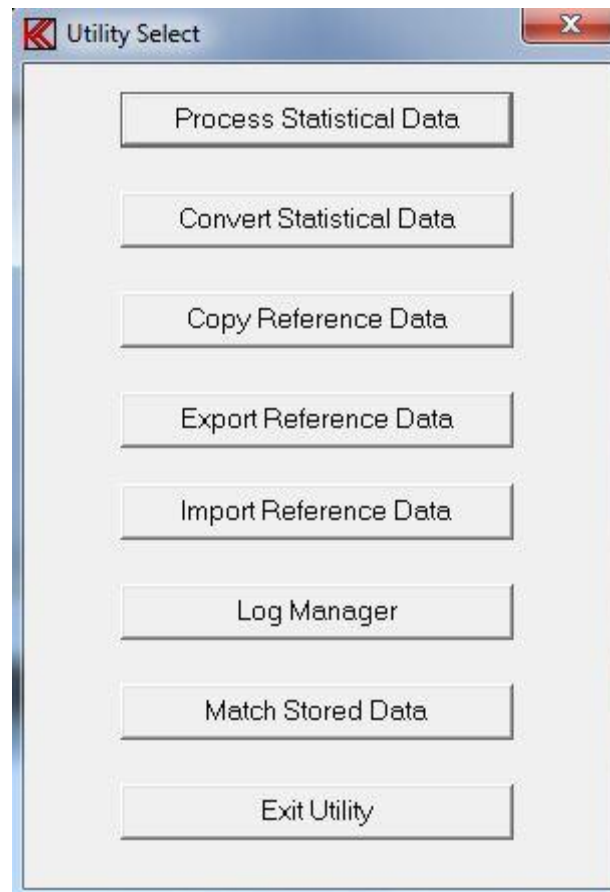 Utility Select
Process Statistical Data
Convert Statistical Data
Copy Reference Data
Export Reference Data
Import Reference Data
Log Manager
Match Stored Data
Exit Utility